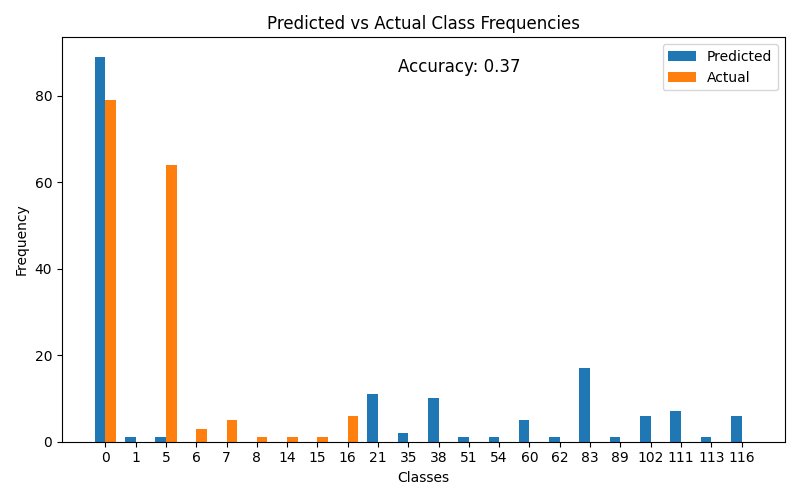 Predicted vs Actual Class Frequencies
Accuracy: 0.37
Predicted
Actual
Frequency
80
60
40
20
0
0 1 5 6 7 8 14 15 16 21 35 38 51 54 60 62 83 89 102 111 113 116
Classes